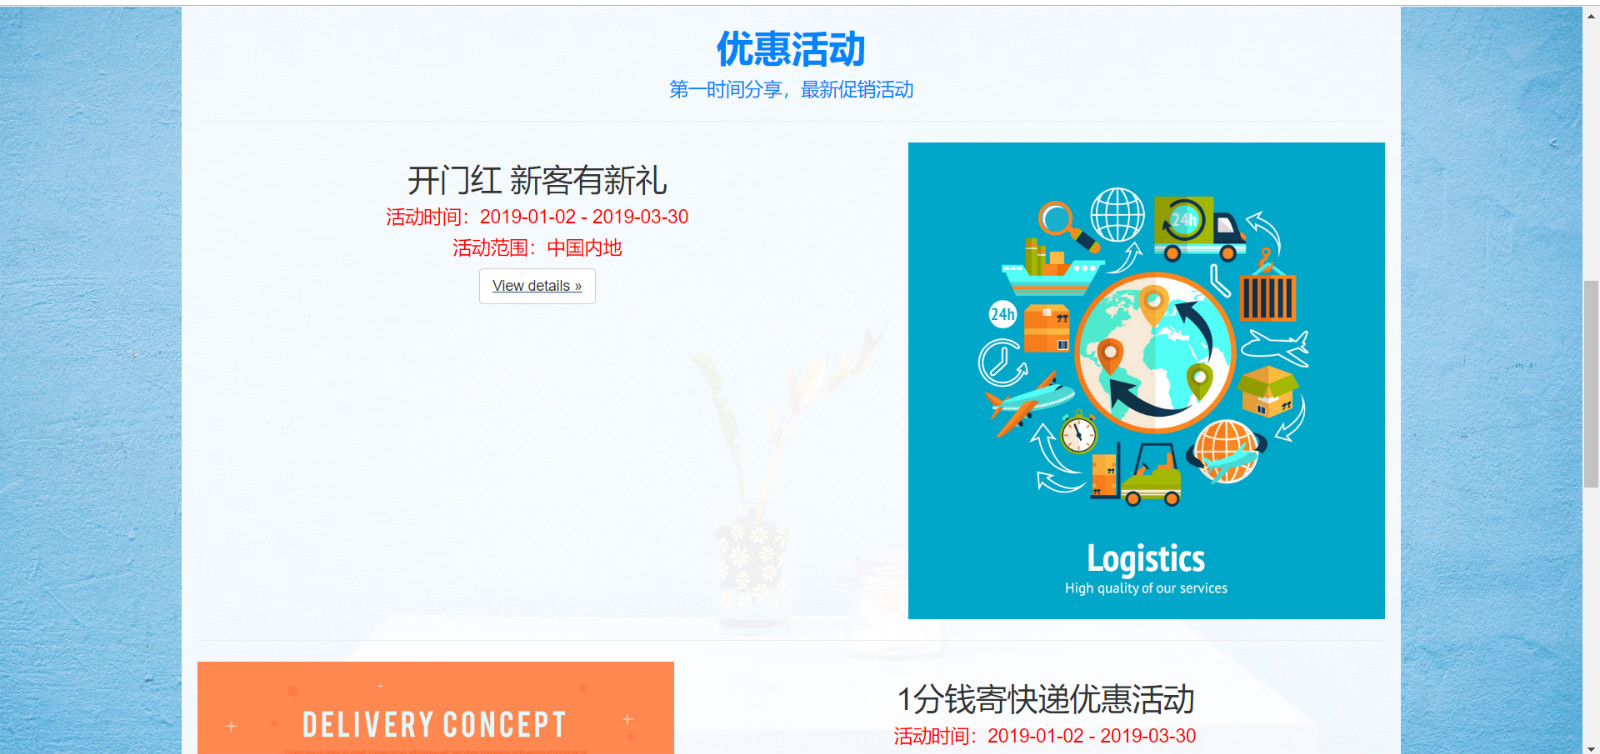 优惠活动
第一时间分享，最新促销活动
开门红 新客有新礼
活动时间：2019-01-02 - 2019-03-30
活动范围：中国内地
View details »
24h
24h
Logistics
High quality of our services
DELIVERY CONCEPT
1分钱寄快递优惠活动
活动时间：2019-01-02 - 2019-03-30